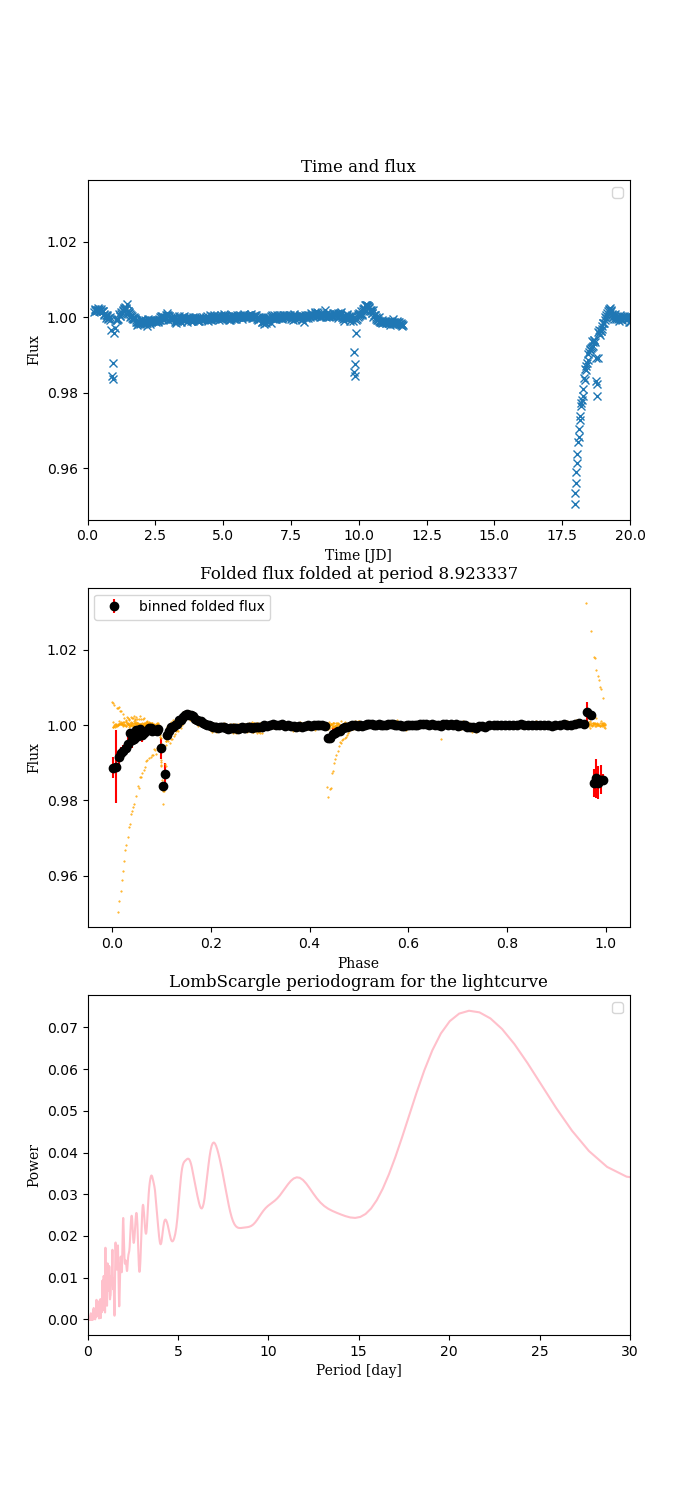 Time and flux
1.02
1.00
0.98
0.96
Flux
0.0 2.5 5.0 7.5 10.0 12.5 15.0 17.5 20.0
Time [JD]
Folded flux folded at period 8.923337
binned folded flux
1.02
1.00
0.98
0.96
Flux
0.0 0.2 0.4 0.6 0.8 1.0
Phase
LombScargle periodogram for the lightcurve
0.07
0.06
0.05
0.04
0.03
0.02
0.01
0.00
Power
0 5 10 15 20 25 30
Period [day]